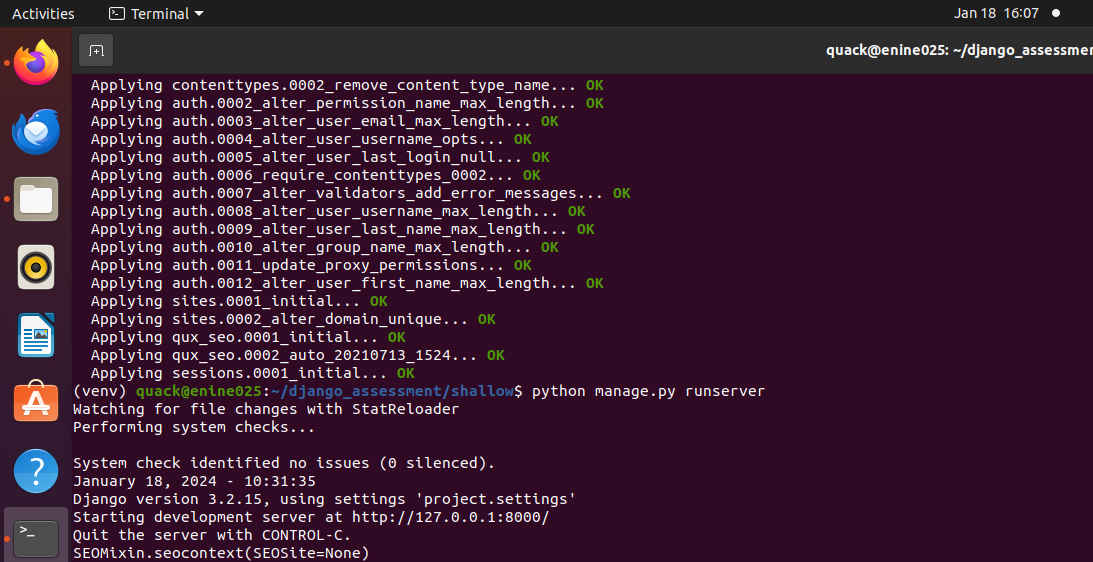 Activities Terminal Jan 18 16:07
quack@enine025: ~/django_assessmen
Applying contenttypes.0002_remove_content_type_name... OK
Applying auth.0002_alter_permission_name_max_length... OK
Applying auth.0003_alter_user_email_max_length... OK
Applying auth.0004_alter_user_username_opts... OK
Applying auth.0005_alter_user_last_login_null... OK
Applying auth.0006_require_contenttypes_0002... OK
Applying auth.0007_alter_validators_add_error_messages... OK
Applying auth.0008_alter_user_username_max_length... OK
Applying auth.0009_alter_user_last_name_max_length... OK
Applying auth.0010_alter_group_name_max_length... OK
Applying auth.0011_update_proxy_permissions... OK
Applying auth.0012_alter_user_first_name_max_length... OK
Applying sites.0001_initial... OK
Applying sites.0002_alter_domain_unique... OK
Applying qux_seo.0001_initial... OK
Applying qux_seo.0002_auto_20210713_1524... OK
Applying sessions.0001_initial... OK
(venv) quack@enine025:~/django_assessment/shallow$ python manage.py runserver
Watching for file changes with StatReloader
Performing system checks...
System check identified no issues (0 silenced).
January 18, 2024 - 10:31:35
Django version 3.2.15, using settings 'project.settings'
Starting development server at http://127.0.0.1:8000/
Quit the server with CONTROL-C.
SEOMixin.seocontext(SEOSite=None)